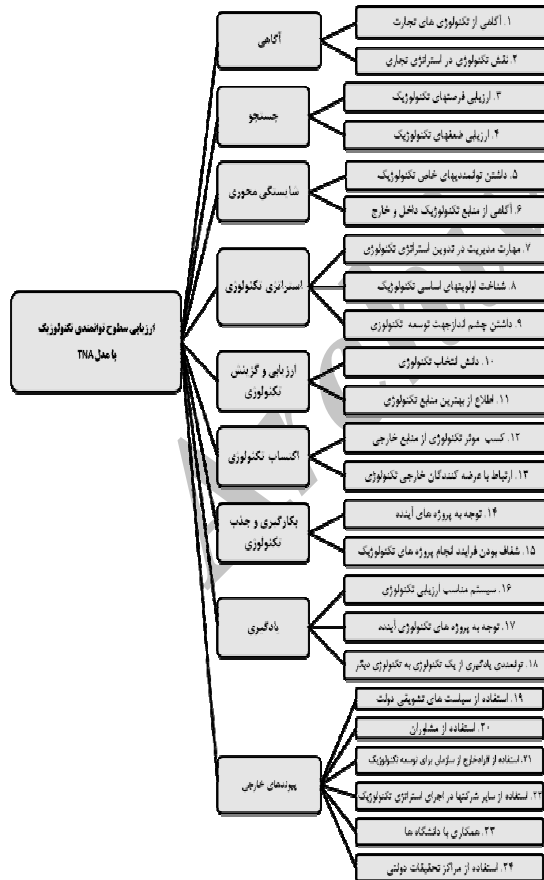 ارزیابی سطوح توانمندی تکنولوژیک
با مدل TNA
آگاهی
۱. آگاهی از تکنولوژی های تجارت
۲. نقش تکنولوژی در استراتژی تجاری
جستجو
۳. ارزیابی فرصتهای تکنولوژیک
۴. ارزیابی ضعفهای تکنولوژیک
شایستگی محوری
۵. داشتن توانمندیهای خاص تکنولوژیک
۶. آگاهی از منابع تکنولوژیک داخل و خارج
استراتژی تکنولوژی
۷. مهارت مدیریت در تدوین استراتژی تکنولوژی
۸. شناخت اولویتهای اساسی تکنولوژیک
۹. داشتن چشم اندازجهت توسعه تکنولوژی
ارزیابی و گزینش
تکنولوژی
۱۰. دانش انتخاب تکنولوژی
۱۱. اطلاع از بهترین منابع تکنولوژی
اکتساب تکنولوژی
۱۲. کسب موثر تکنولوژی از منابع خارجی
۱۳. ارتباط با عرضه کنندگان خارجی تکنولوژی
بکارگیری و جذب
تکنولوژی
۱۴. توجه به پروژه های آینده
۱۵. شفاف بودن فرایند انجام پروژه های تکنولوژیک
یادگیری
۱۶. سیستم مناسب ارزیابی تکنولوژی
۱۷. توجه به پروژه های تکنولوژی آینده
۱۸. توانمندی یادگیری از یک تکنولوژی به تکنولوژی دیگر
پیوندهای خارجی
۱۹. استفاده از سیاست های تشویقی دولت
۲۰. استفاده از مشاوران
۲۱. استفاده از افرادخارج از سازمان برای توسعه تکنولوژیک
۲۲. استفاده از سایر شرکتها در اجرای استراتژی تکنولوژیک
۲۳. همکاری با دانشگاه ها
۲۴. استفاده از مراکز تحقیقات دولتی